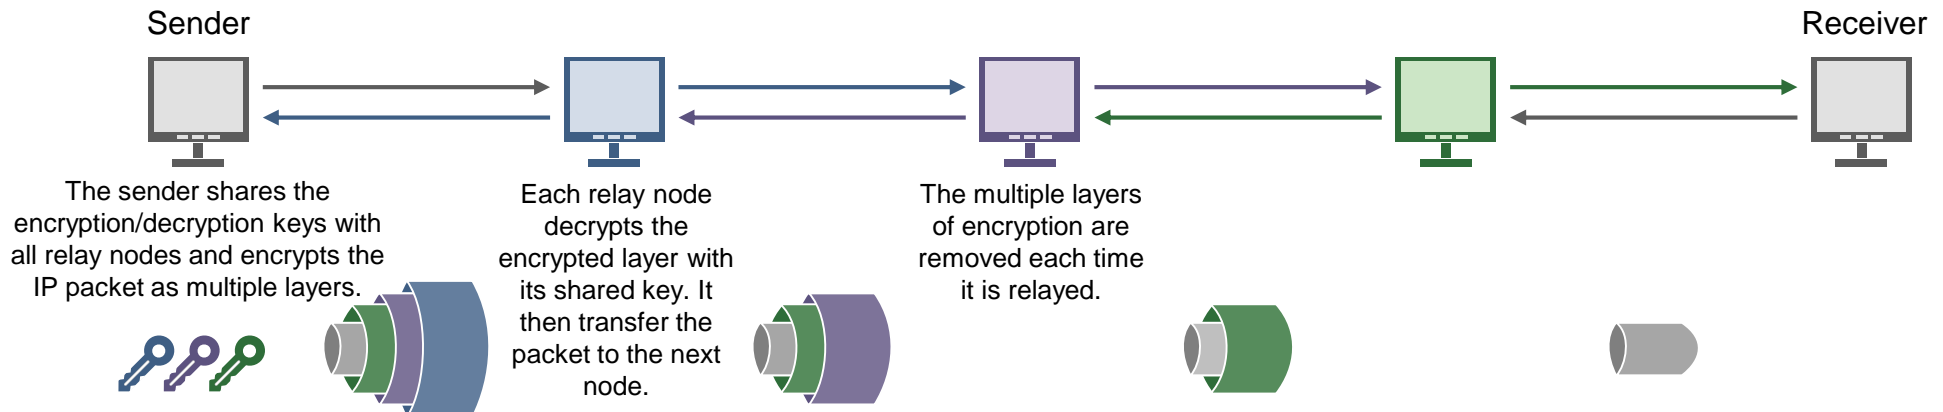 Sender
Receiver
The sender shares the
encryption/decryption keys with
all relay nodes and encrypts the
IP packet as multiple layers.
Each relay node
decrypts the
encrypted layer with
its shared key. It
then transfer the
packet to the next
node.
The multiple layers
of encryption are
removed each time
it is relayed.